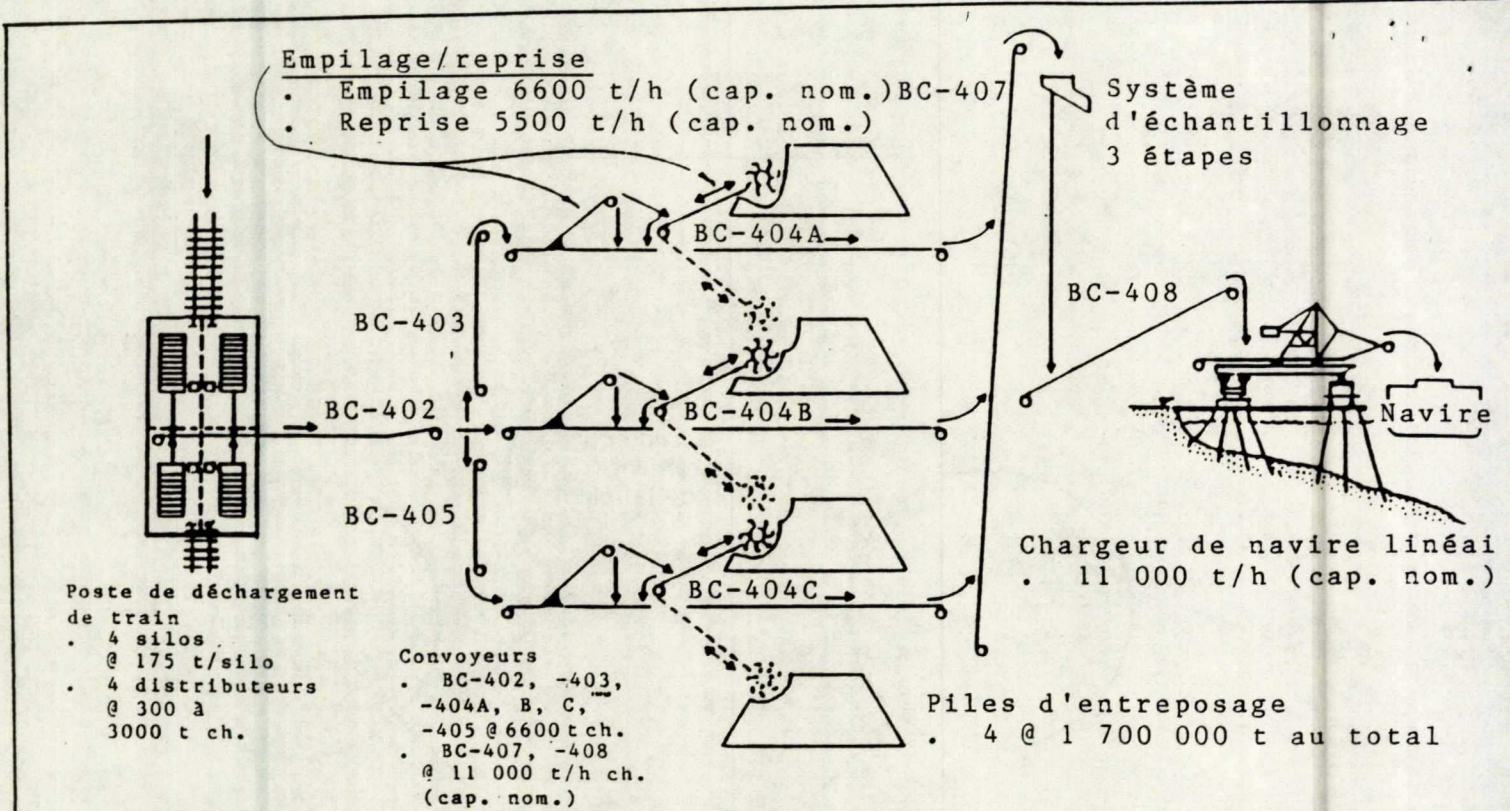 Empilage/reprise
. Empilage 6600 t/h (cap. nom.)
. Reprise 5500 t/h (cap. nom.)
BC-407
Système
d'échantillonnage
3 étapes
BC-404A
BC-403
BC-408
BC-402
BC-404B
Navire
BC-405
BC-404C
Chargeur de navire linéai
. 11 000 t/h (cap. nom.)
Poste de déchargement
de train
. 4 silos
@ 175 t/silo
. 4 distributeurs
@ 300 à
3000 t ch.
Convoyeurs
. BC-402, -403,
-404A, B, C,
-405 @ 6600 t ch.
. BC-407, -408
@ 11 000 t/h ch.
(cap. nom.)
Piles d'entreposage
. 4 @ 1 700 000 t au total